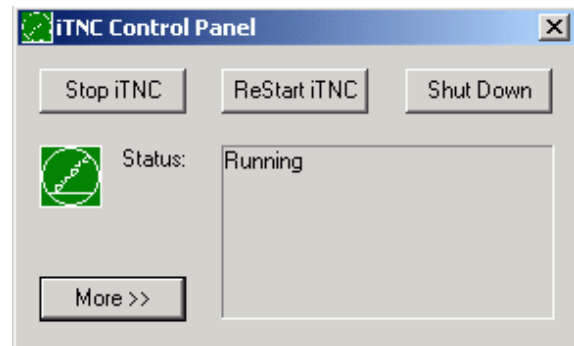 iTNC Control Panel
Stop iTNC ReStart iTNC Shut Down
Status: Running
More >>